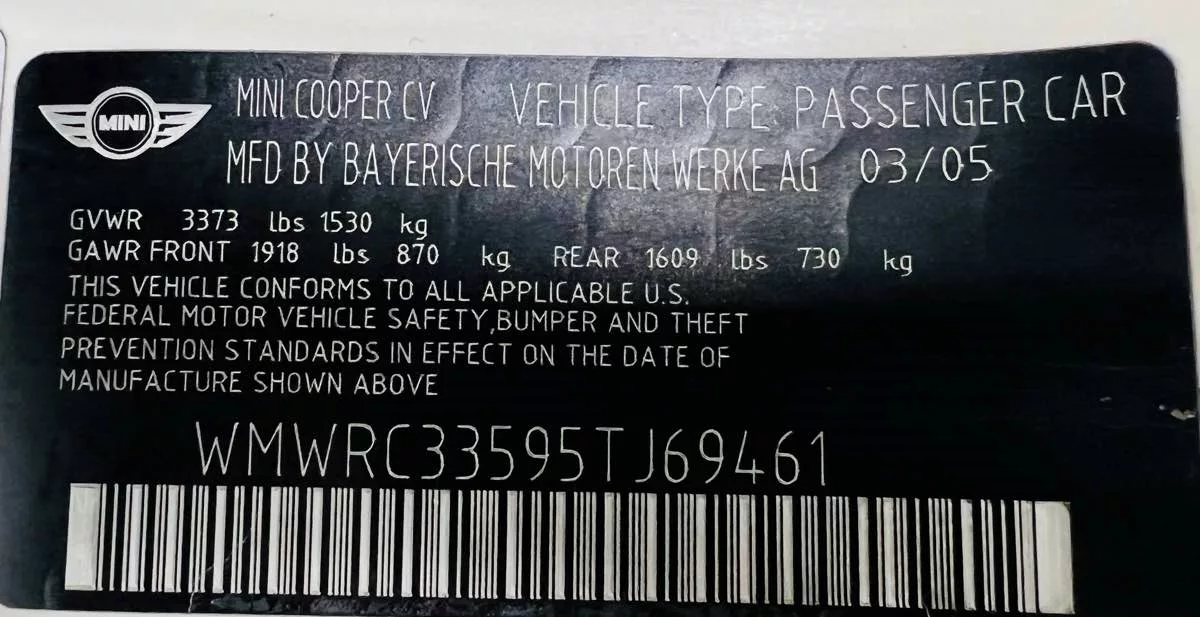 MINI
MINI COOPER CV VEHICLE TYPE: PASSENGER CAR
MFD BY BAYERISCHE MOTOREN WERKE AG 03/05
GVWR 3373 lbs 1530 kg
GAWR FRONT 1918 lbs 870 kg REAR 1609 lbs 730 kg
THIS VEHICLE CONFORMS TO ALL APPLICABLE U.S.
FEDERAL MOTOR VEHICLE SAFETY,BUMPER AND THEFT
PREVENTION STANDARDS IN EFFECT ON THE DATE OF
MANUFACTURE SHOWN ABOVE
WMWRC33595TJ69461